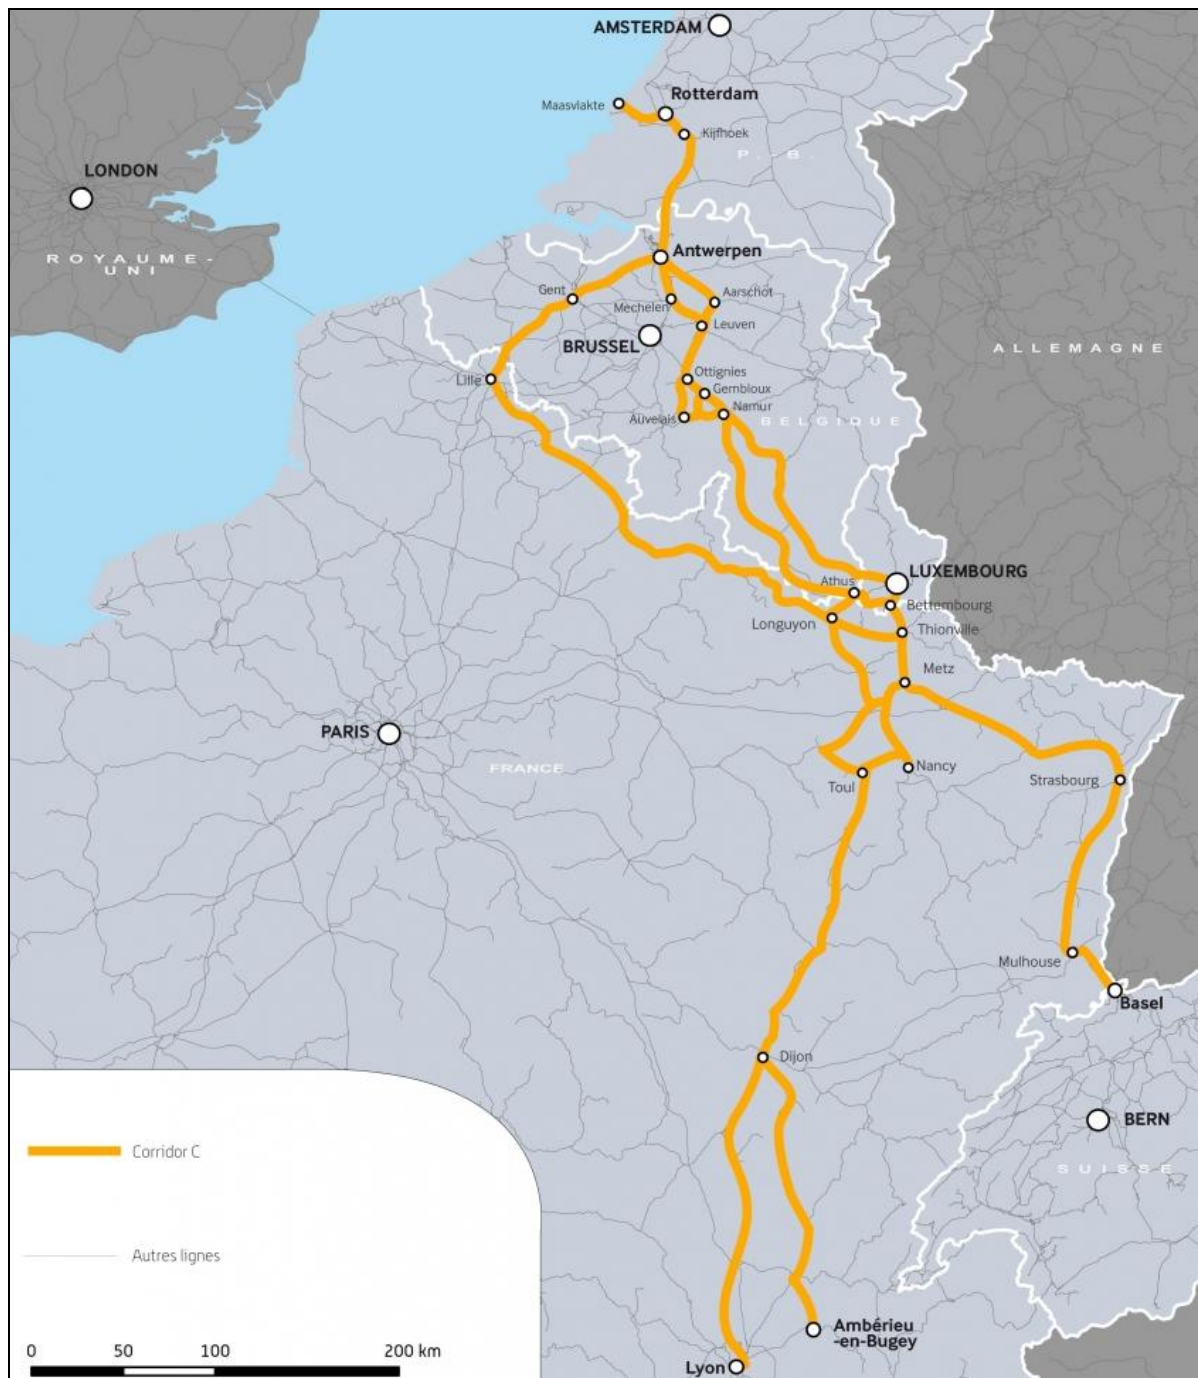 AMSTERDAM
Rotterdam
Maasvlakte
Kijfhoek
P. B.
LONDON
ROYAUME-
UNI
Antwerpen
Gent
Mechelen
Aarschot
Leuven
BRUSSEL
ALLEMAGNE
Lille
Ottignies
Gembloux
Namur
Auvelais
BELGIQUE
LUXEMBOURG
Athus
Bettembourg
Longuyon
Thionville
Metz
PARIS
FRANCE
Nancy
Toul
Strasbourg
Mulhouse
Basel
Dijon
BERN
SUISSE
Corridor C
Autres lignes
Ambérieu
-en-Bugey
Lyon
0 50 100 200 km